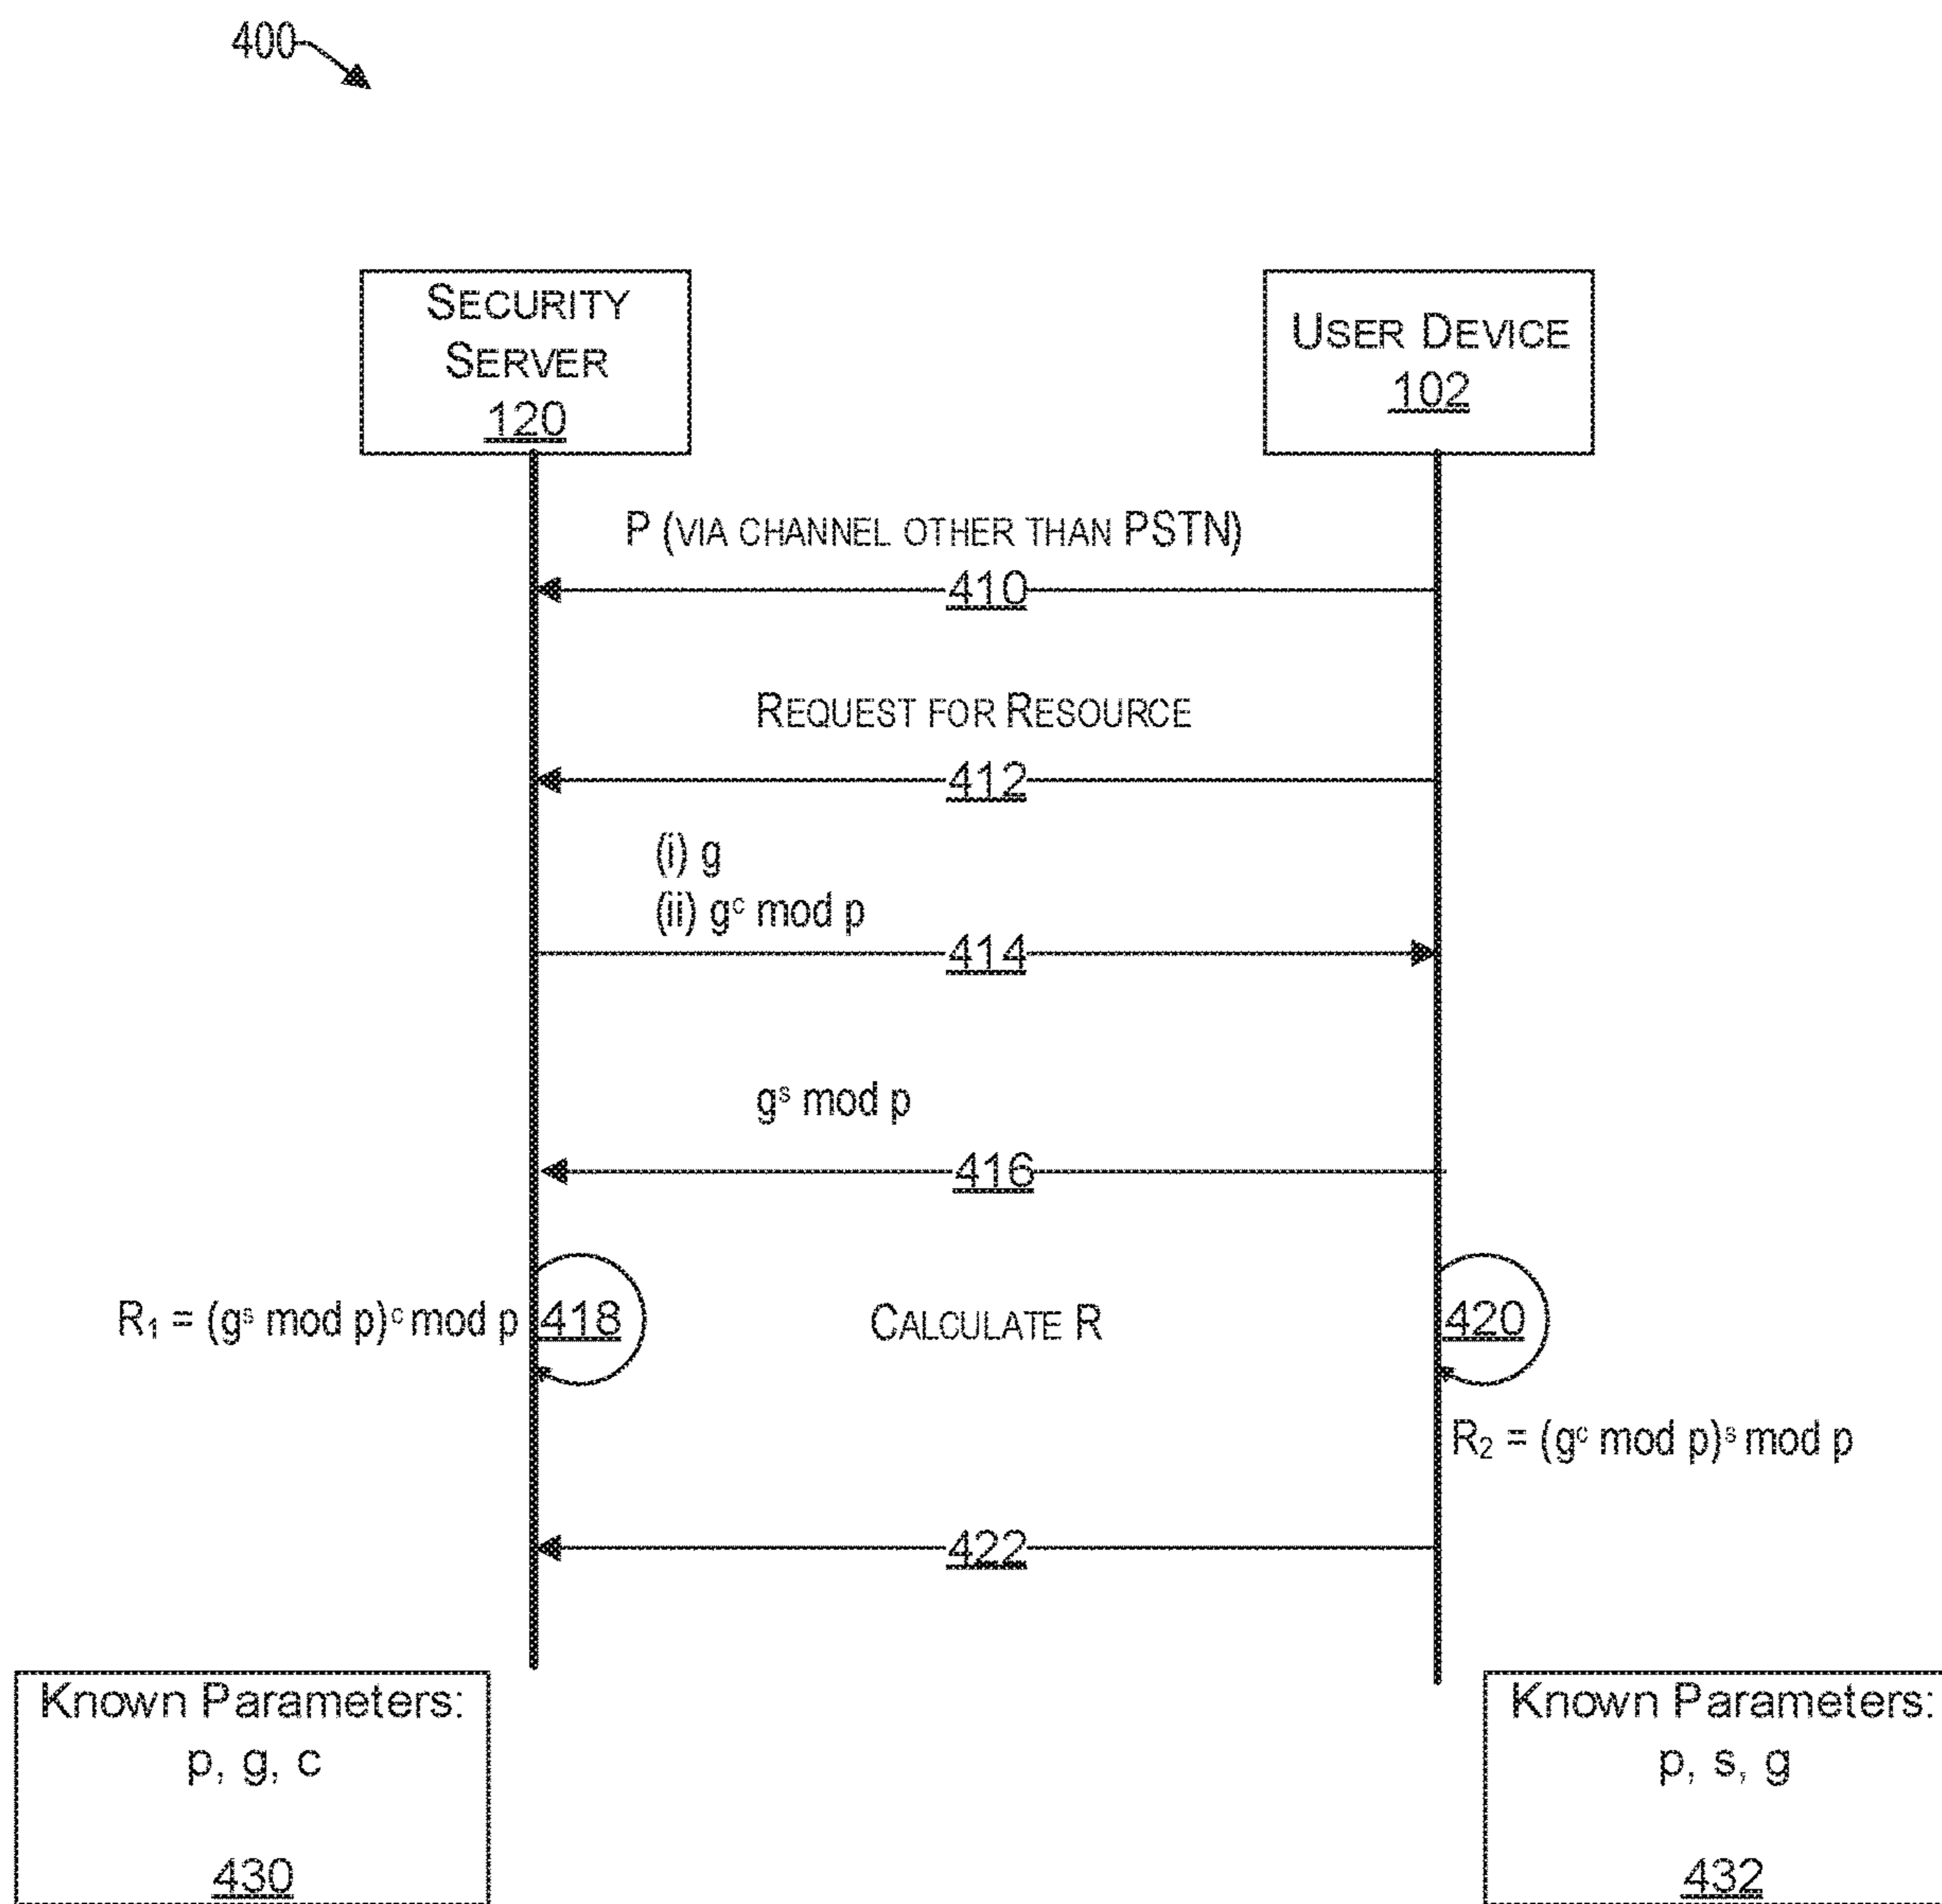 400
SECURITY
SERVER
120
USER DEVICE
102
P (VIA CHANNEL OTHER THAN PSTN)
410
REQUEST FOR RESOURCE
412
(i) g
(ii) gᶜ mod p
414
gˢ mod p
416
R₁ = (gˢ mod p)ᶜ mod p
418
CALCULATE R
420
R₂ = (gᶜ mod p)ˢ mod p
422
Known Parameters:
p, g, c
430
Known Parameters:
p, s, g
432